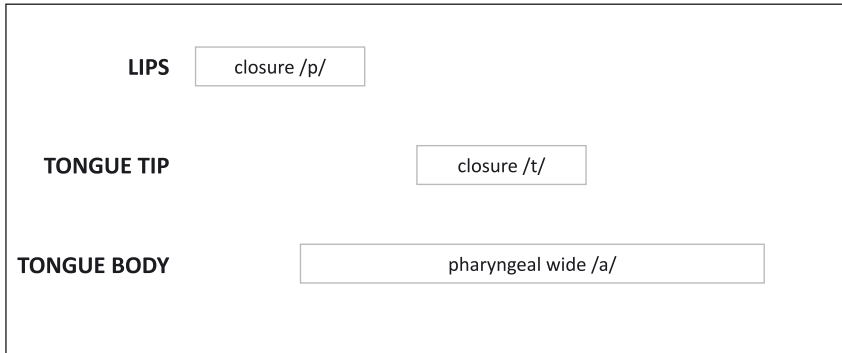 LIPS closure /p/
TONGUE TIP closure /t/
TONGUE BODY pharyngeal wide /a/